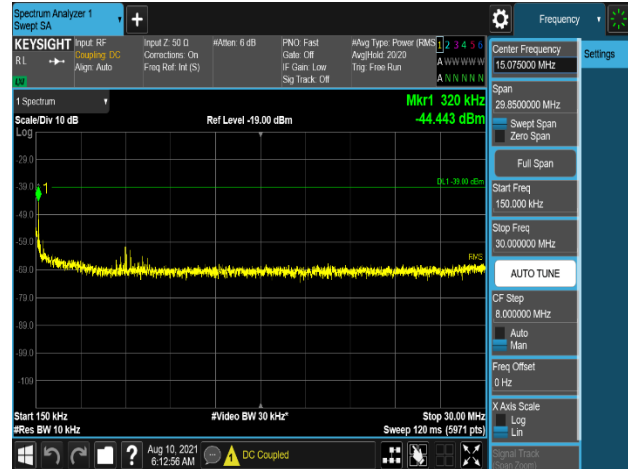 Spectrum Analyzer 1
Swept SA
Frequency
KEYSIGHT
Input: RF
Coupling: DC
Align: Auto
RL
Input Z: 50 Ω
Corrections: On
Freq Ref: Int (S)
#Atten: 6 dB
PNO: Fast
Gate: Off
IF Gain: Low
Sig Track: Off
#Avg Type: Power (RMS
Avg|Hold: 20/20
Trig: Free Run
1 2 3 4 5 6
A W W W W W
A N N N N N
1 Spectrum
Mkr1 320 kHz
-44.443 dBm
Scale/Div 10 dB
Ref Level -19.00 dBm
Log
-29.0
-39.0
-49.0
-59.0
-69.0
-79.0
-89.0
-99.0
-109
1
DL1 -39.00 dBm
RMS
Start 150 kHz
#Video BW 30 kHz*
Stop 30.00 MHz
#Res BW 10 kHz
Sweep 120 ms (5971 pts)
Aug 10, 2021
6:12:56 AM
DC Coupled
Center Frequency
15.075000 MHz
Settings
Span
29.8500000 MHz
Swept Span
Zero Span
Full Span
Start Freq
150.000 kHz
Stop Freq
30.000000 MHz
AUTO TUNE
CF Step
8.000000 MHz
Auto
Man
Freq Offset
0 Hz
X Axis Scale
Log
Lin
Signal Track
(Span Zoom)